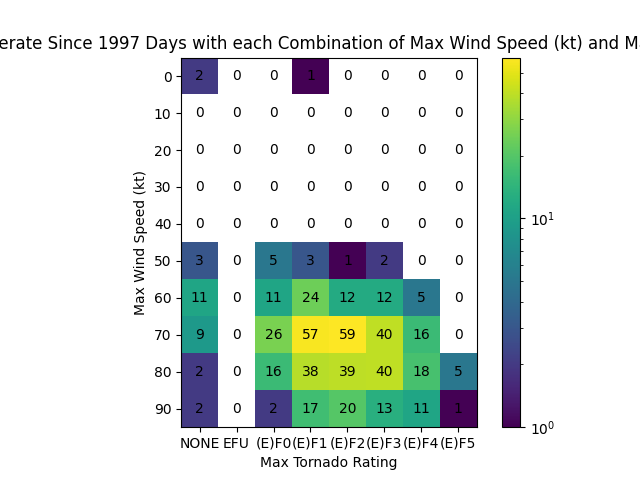 erate Since 1997 Days with each Combination of Max Wind Speed (kt) and Ma
0 2 0 0 1 0 0 0 0
10 0 0 0 0 0 0 0 0
20 0 0 0 0 0 0 0 0
30 0 0 0 0 0 0 0 0
40 0 0 0 0 0 0 0 0
50 3 0 5 3 1 2 0 0
60 11 0 11 24 12 12 5 0
70 9 0 26 57 59 40 16 0
80 2 0 16 38 39 40 18 5
90 2 0 2 17 20 13 11 1
NONE EFU (E)F0 (E)F1 (E)F2 (E)F3 (E)F4 (E)F5
Max Tornado Rating
Max Wind Speed (kt)
10^1
10^0